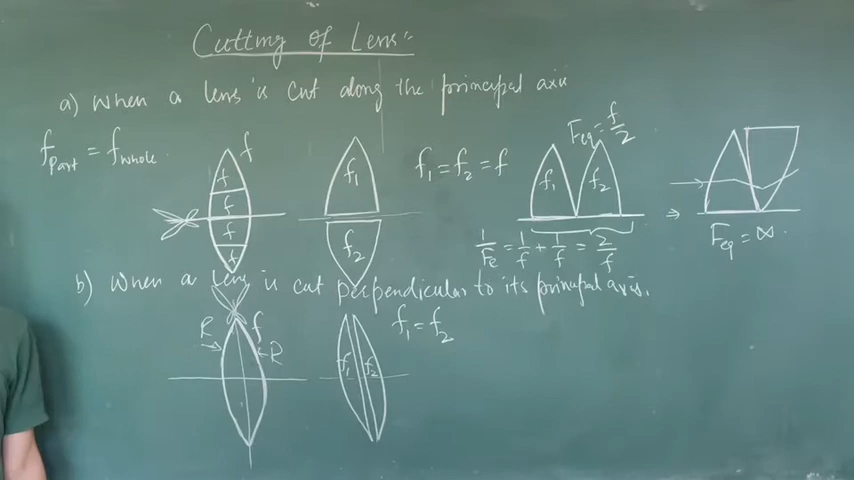 Cutting of Lens:-
a) When a lens is cut along the principal axis
f_part = f_whole.
f
f
f
f
f
f₁
f₂
f₁ = f₂ = f
F_eq = f/2
f₁
f₂
1/F_e = 1/f + 1/f = 2/f
⇒
F_eq = ∞.
b) When a lens is cut perpendicular to its principal axis.
R
f
R
f₁
f₂
f₁ = f₂